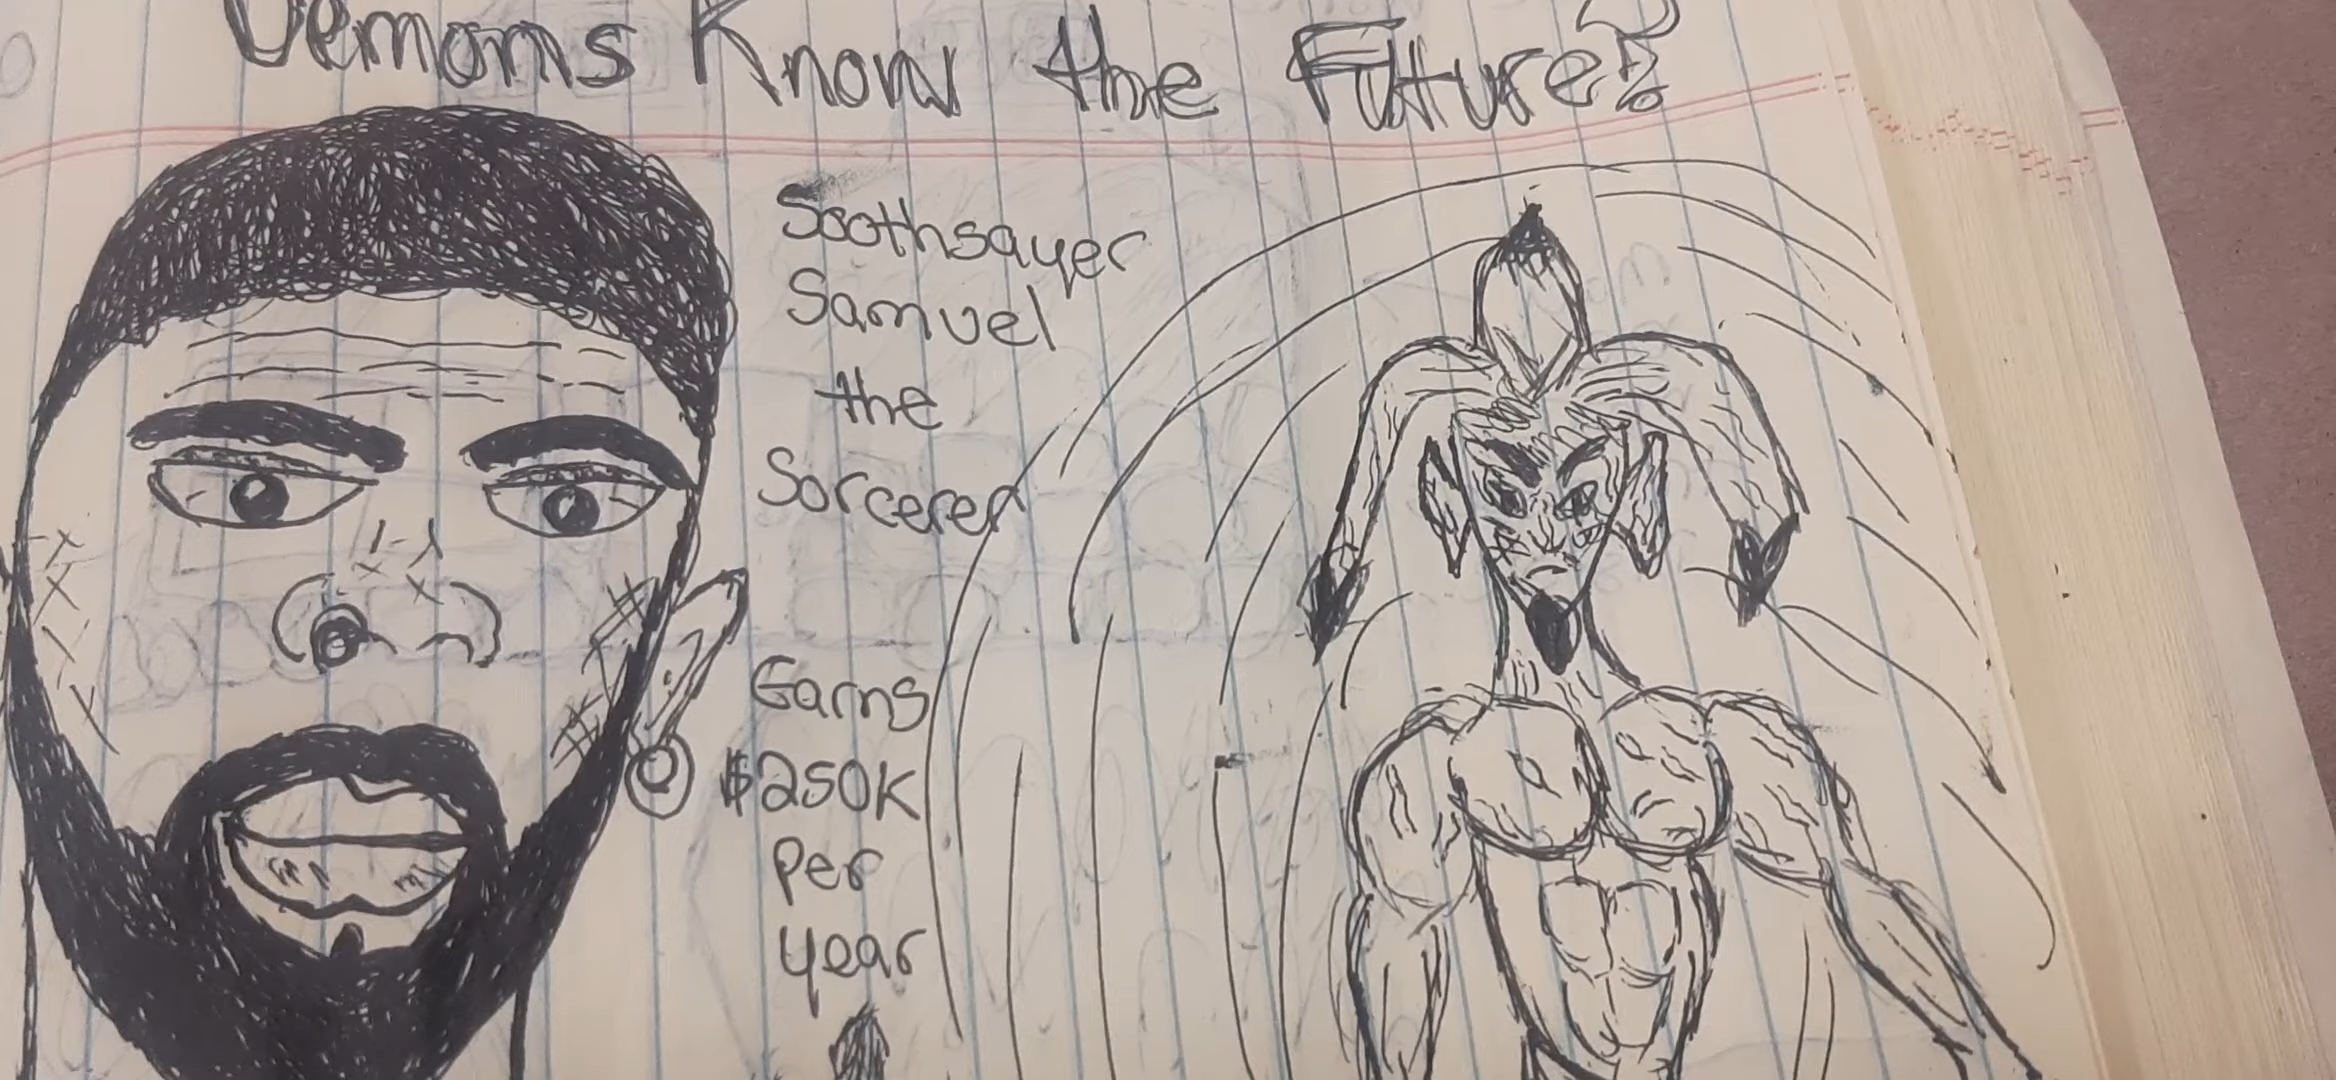 Demons Know the Future?
Soothsayer
Samuel
the
Sorcerer
Earns
$250K
Per
year